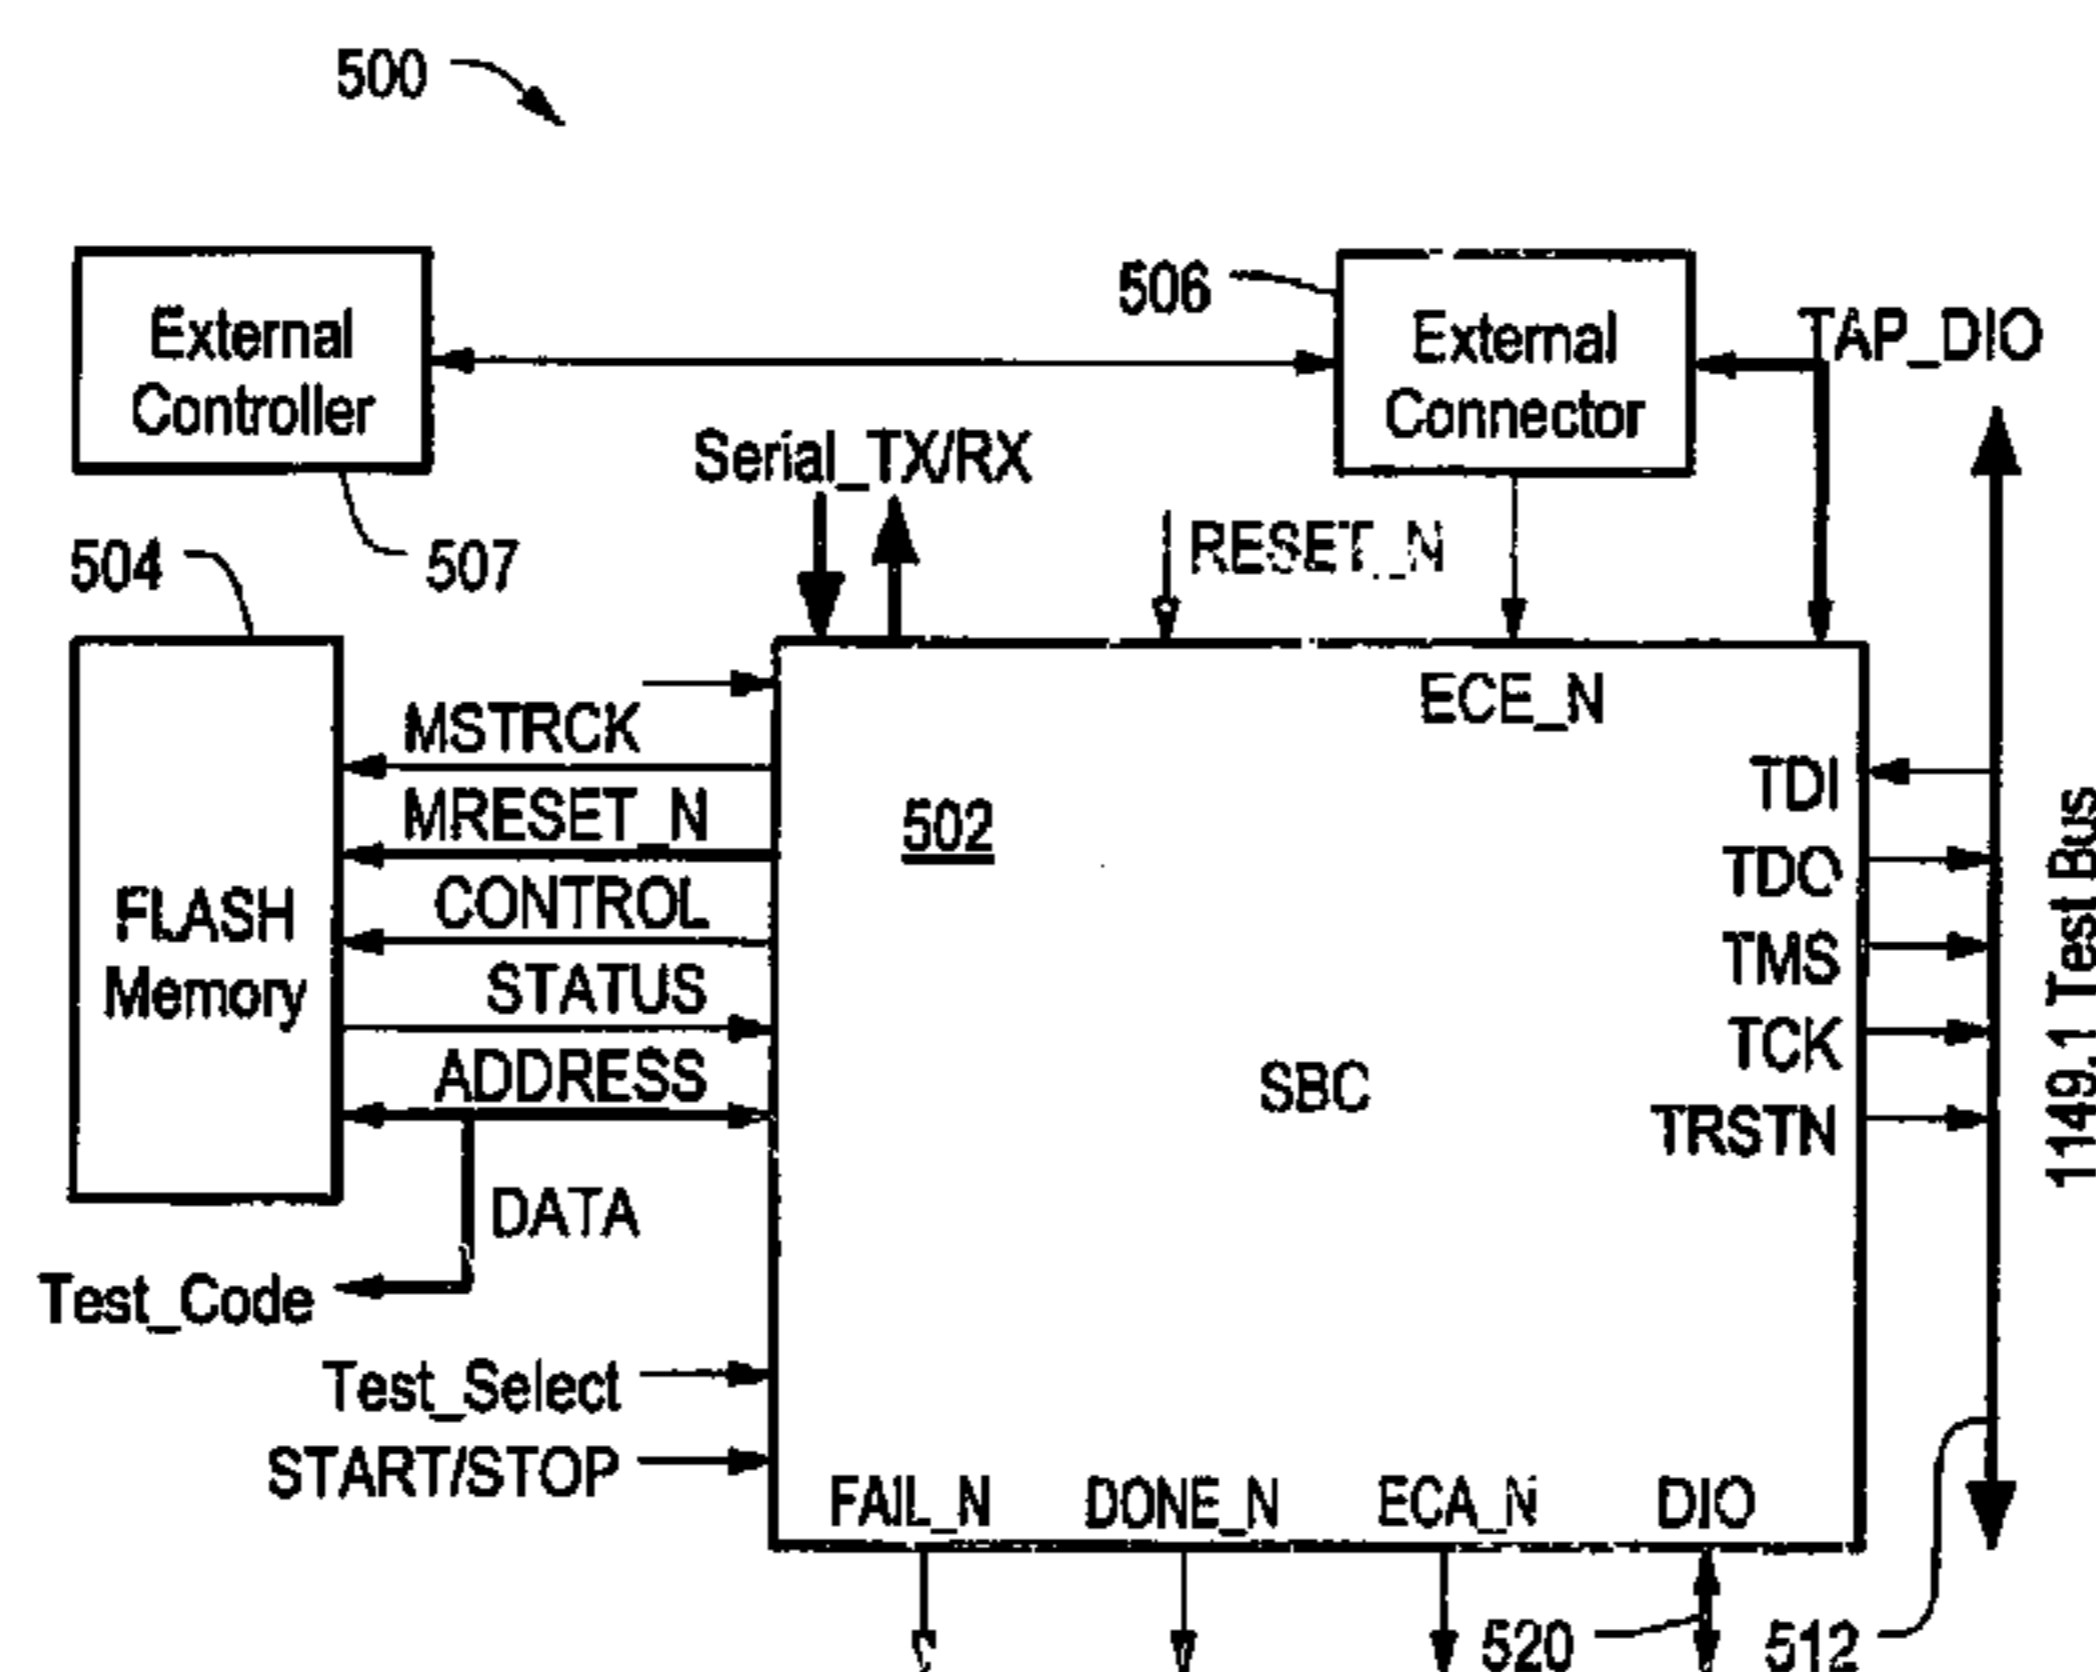 500
External
Controller
506
External
Connector
TAP_DIO
Serial_TX/RX
RESET_N
504
507
MSTRCK
ECE_N
MRESET_N
502
TDI
CONTROL
TDO
FLASH
Memory
STATUS
TMS
ADDRESS
TCK
SBC
TRSTN
1149.1 Test Bus
DATA
Test_Code
Test_Select
START/STOP
FAIL_N
DONE_N
ECA_N
DIO
520
512